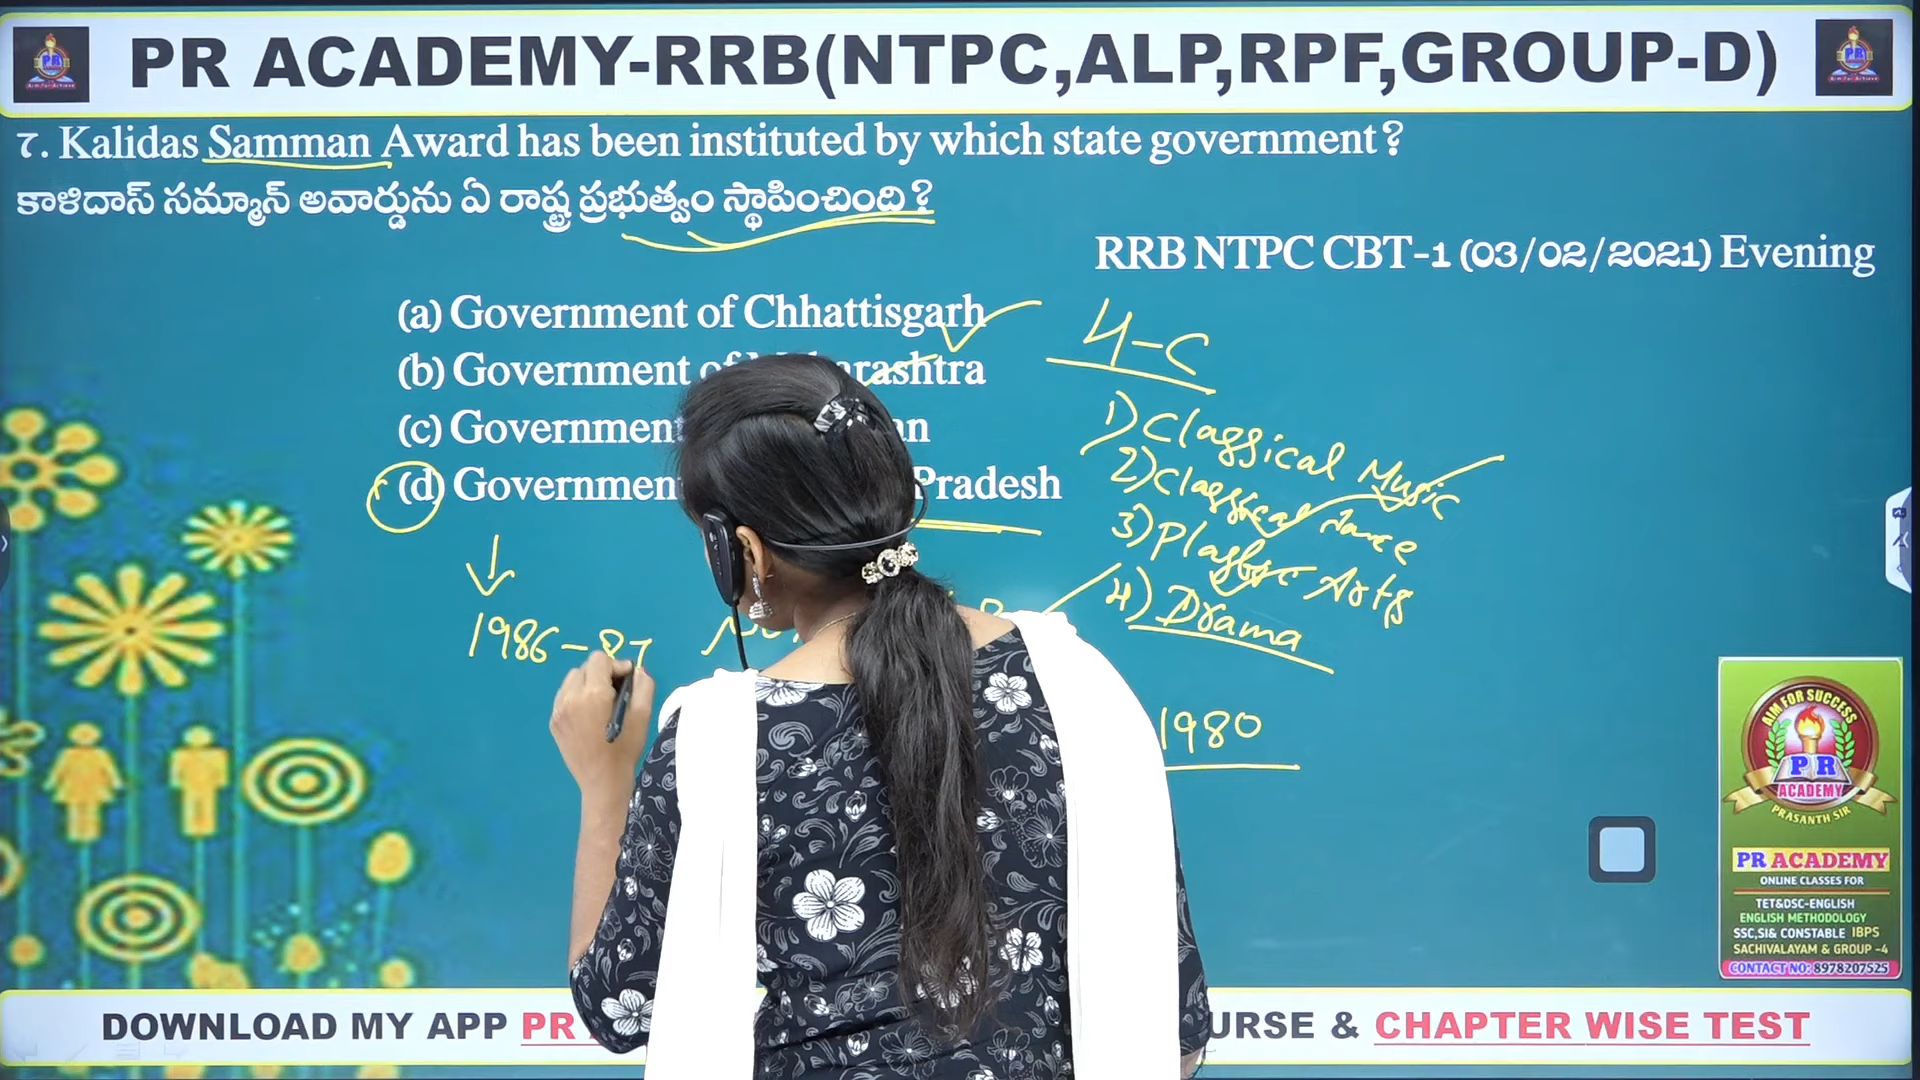 PR ACADEMY-RRB(NTPC,ALP,RPF,GROUP-D)
7. Kalidas Samman Award has been instituted by which state government?
కాళిదాస్ సమ్మాన్ అవార్డును ఏ రాష్ట్ర ప్రభుత్వం స్థాపించింది?
RRB NTPC CBT-1 (03/02/2021) Evening
(a) Government of Chhattisgarh
(b) Government of
(c) Government
(d) Government Pradesh
4-C
1) Classical Music
2) Classical
3) Plastic Arts
4) Drama
1986-87
1980
AIM FOR SUCCESS
PR
ACADEMY
PRASANTH SIR
PR ACADEMY
ONLINE CLASSES FOR
TET&DSC-ENGLISH
ENGLISH METHODOLOGY
SSC,SI& CONSTABLE IBPS
SACHIVALAYAM & GROUP -4
CONTACT NO: 8978207525
DOWNLOAD MY APP PR URSE & CHAPTER WISE TEST